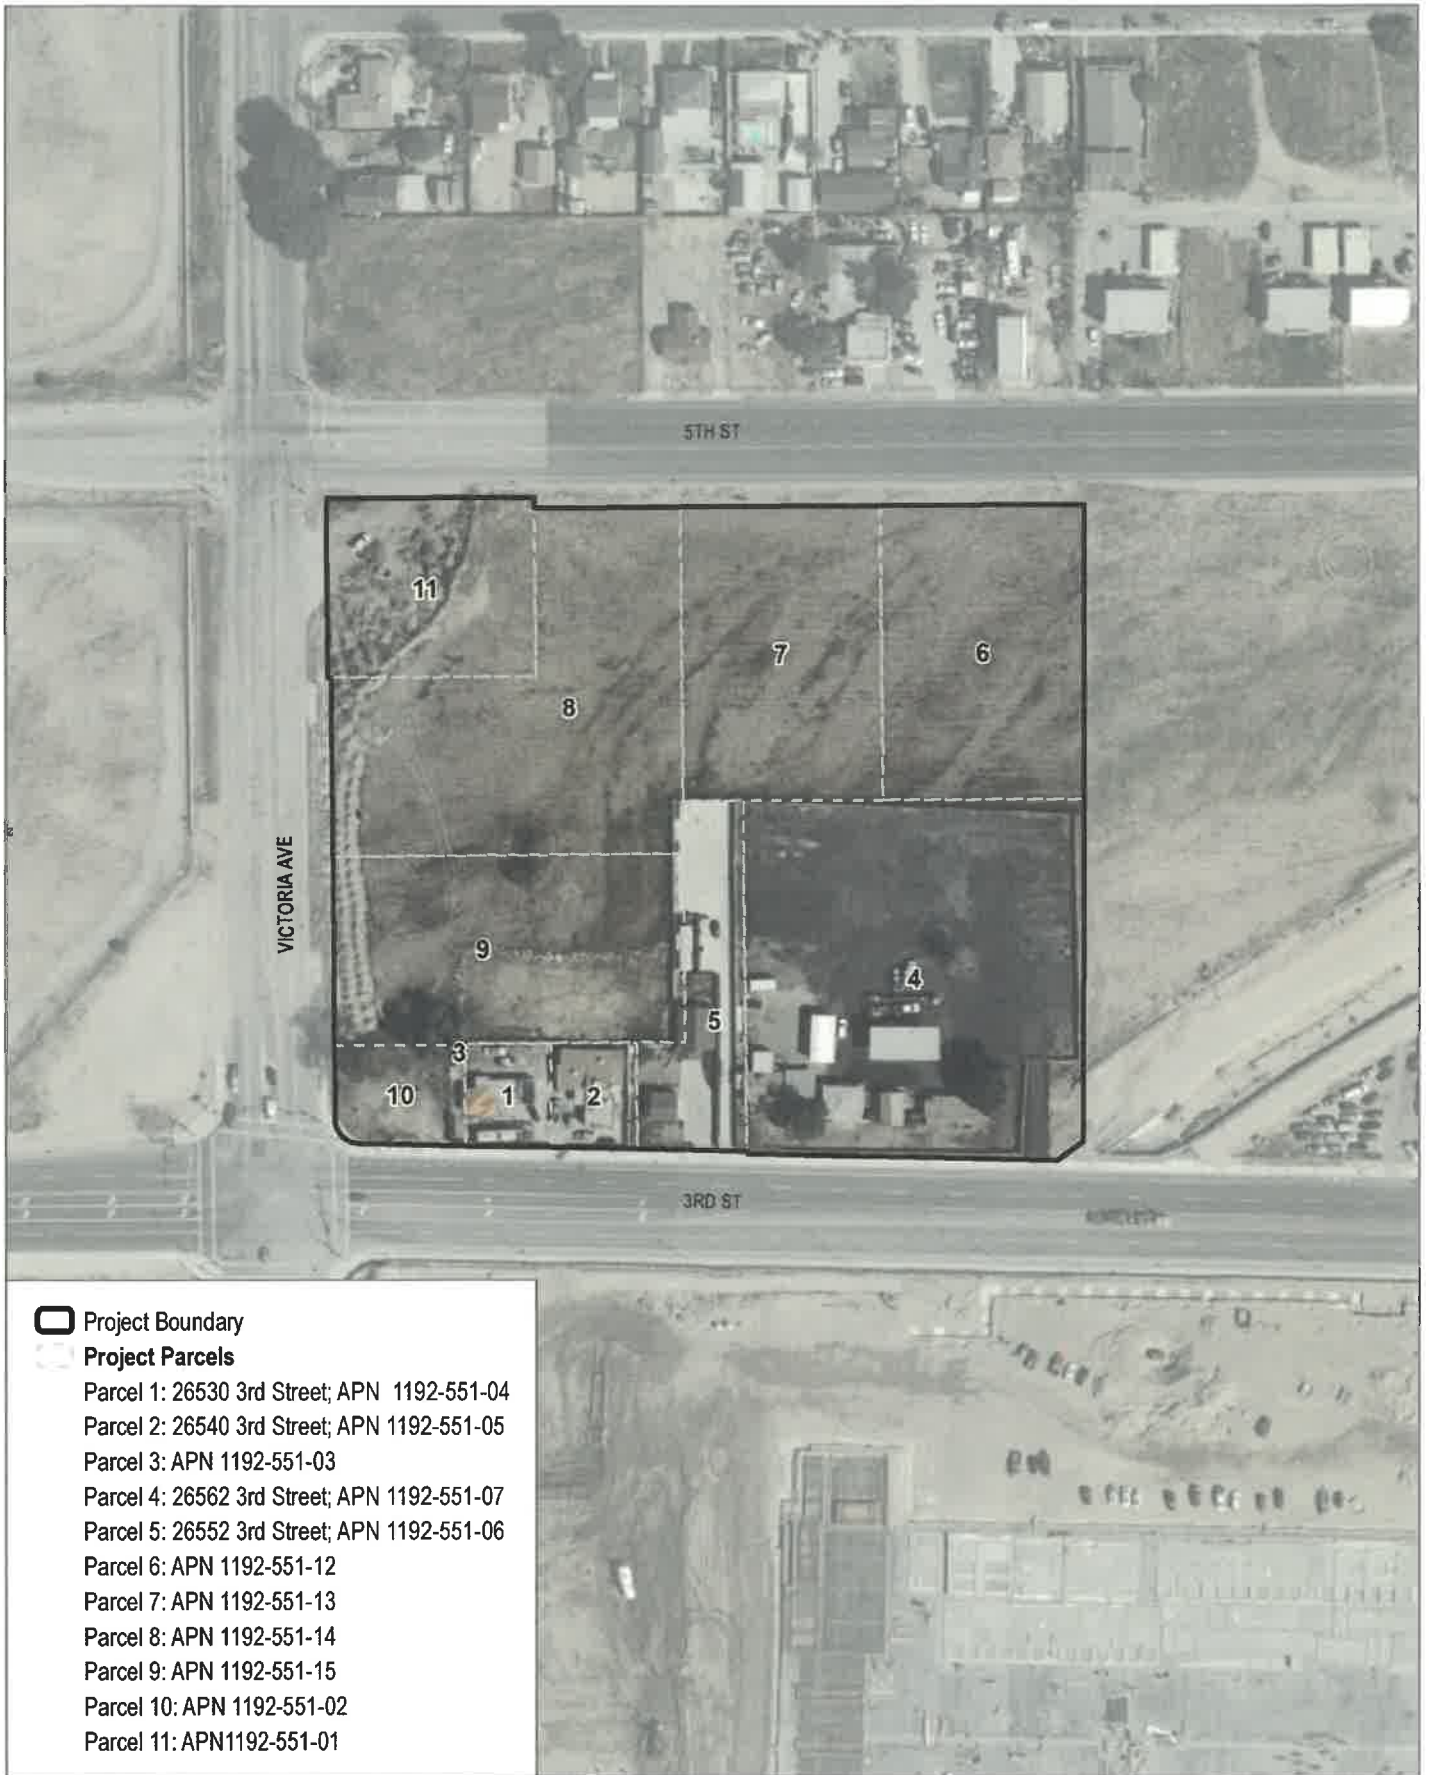 5TH ST
11
7
6
8
VICTORIA AVE
9
4
5
3
10
1
2
3RD ST
Project Boundary
Project Parcels
Parcel 1: 26530 3rd Street; APN 1192-551-04
Parcel 2: 26540 3rd Street; APN 1192-551-05
Parcel 3: APN 1192-551-03
Parcel 4: 26562 3rd Street; APN 1192-551-07
Parcel 5: 26552 3rd Street; APN 1192-551-06
Parcel 6: APN 1192-551-12
Parcel 7: APN 1192-551-13
Parcel 8: APN 1192-551-14
Parcel 9: APN 1192-551-15
Parcel 10: APN 1192-551-02
Parcel 11: APN1192-551-01